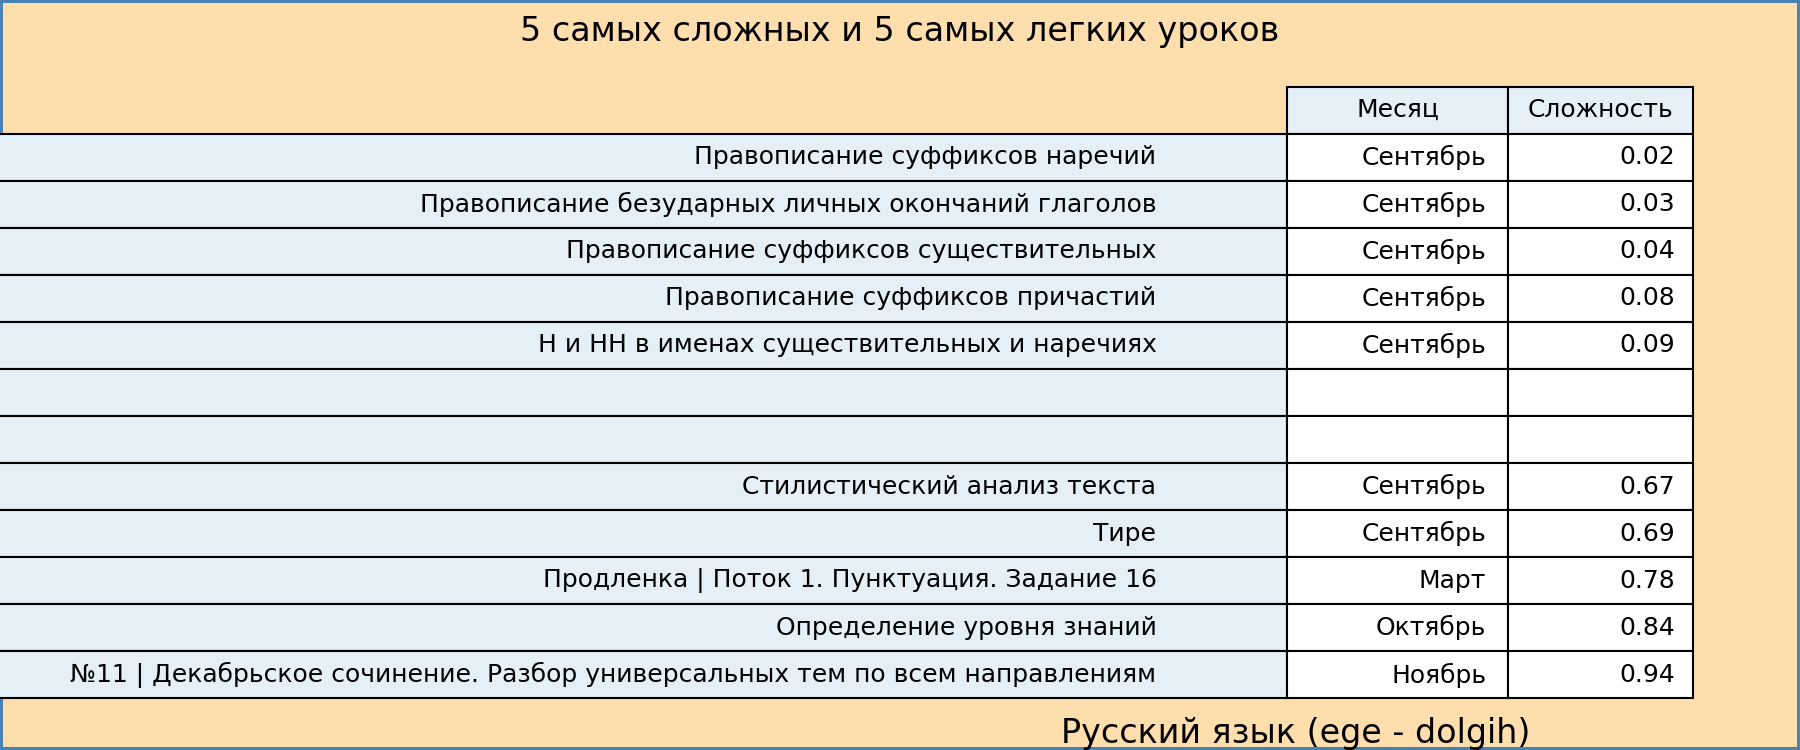 5 самых сложных и 5 самых легких уроков
Месяц Сложность
Правописание суффиксов наречий Сентябрь 0.02
Правописание безударных личных окончаний глаголов Сентябрь 0.03
Правописание суффиксов существительных Сентябрь 0.04
Правописание суффиксов причастий Сентябрь 0.08
Н и НН в именах существительных и наречиях Сентябрь 0.09
Стилистический анализ текста Сентябрь 0.67
Тире Сентябрь 0.69
Продленка | Поток 1. Пунктуация. Задание 16 Март 0.78
Определение уровня знаний Октябрь 0.84
№11 | Декабрьское сочинение. Разбор универсальных тем по всем направлениям Ноябрь 0.94
Русский язык (ege - dolgih)